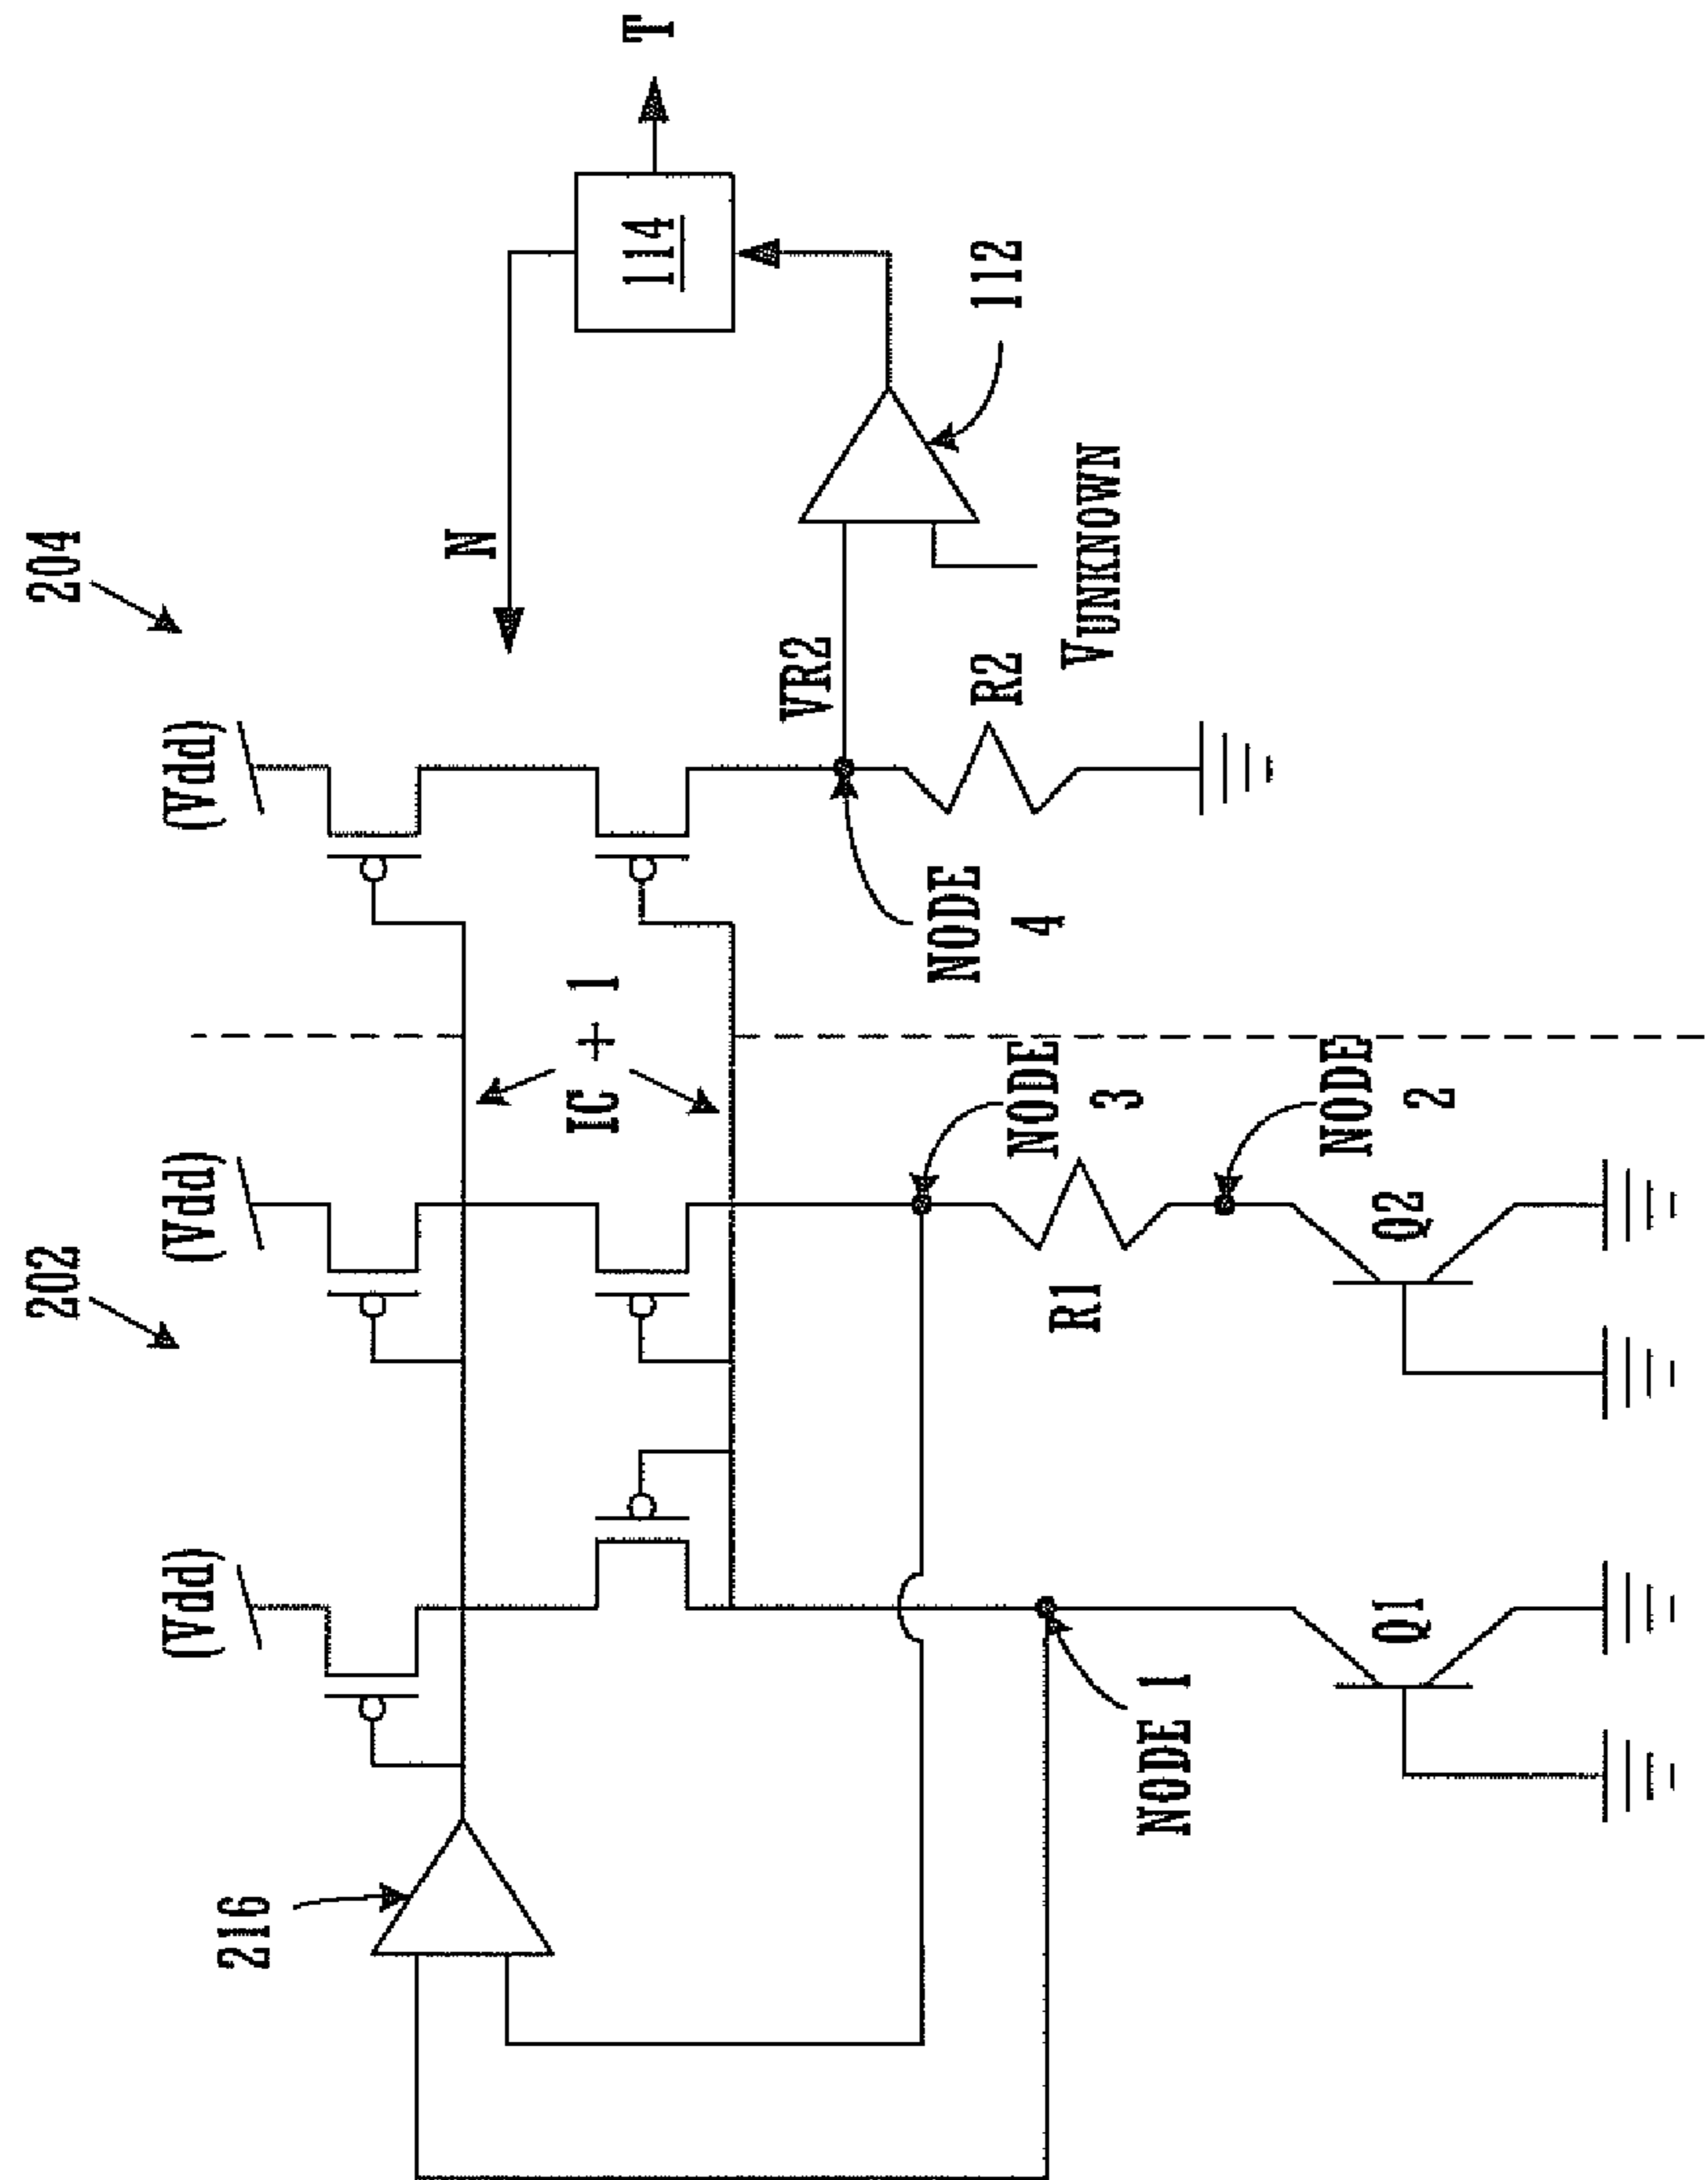 202
204
216
(Vdd)
(Vdd)
(Vdd)
N
114
T
IC + 1
VR2
112
NODE
4
R2
VUNKNOWN
NODE
3
R1
NODE 1
NODE
2
Q1
Q2